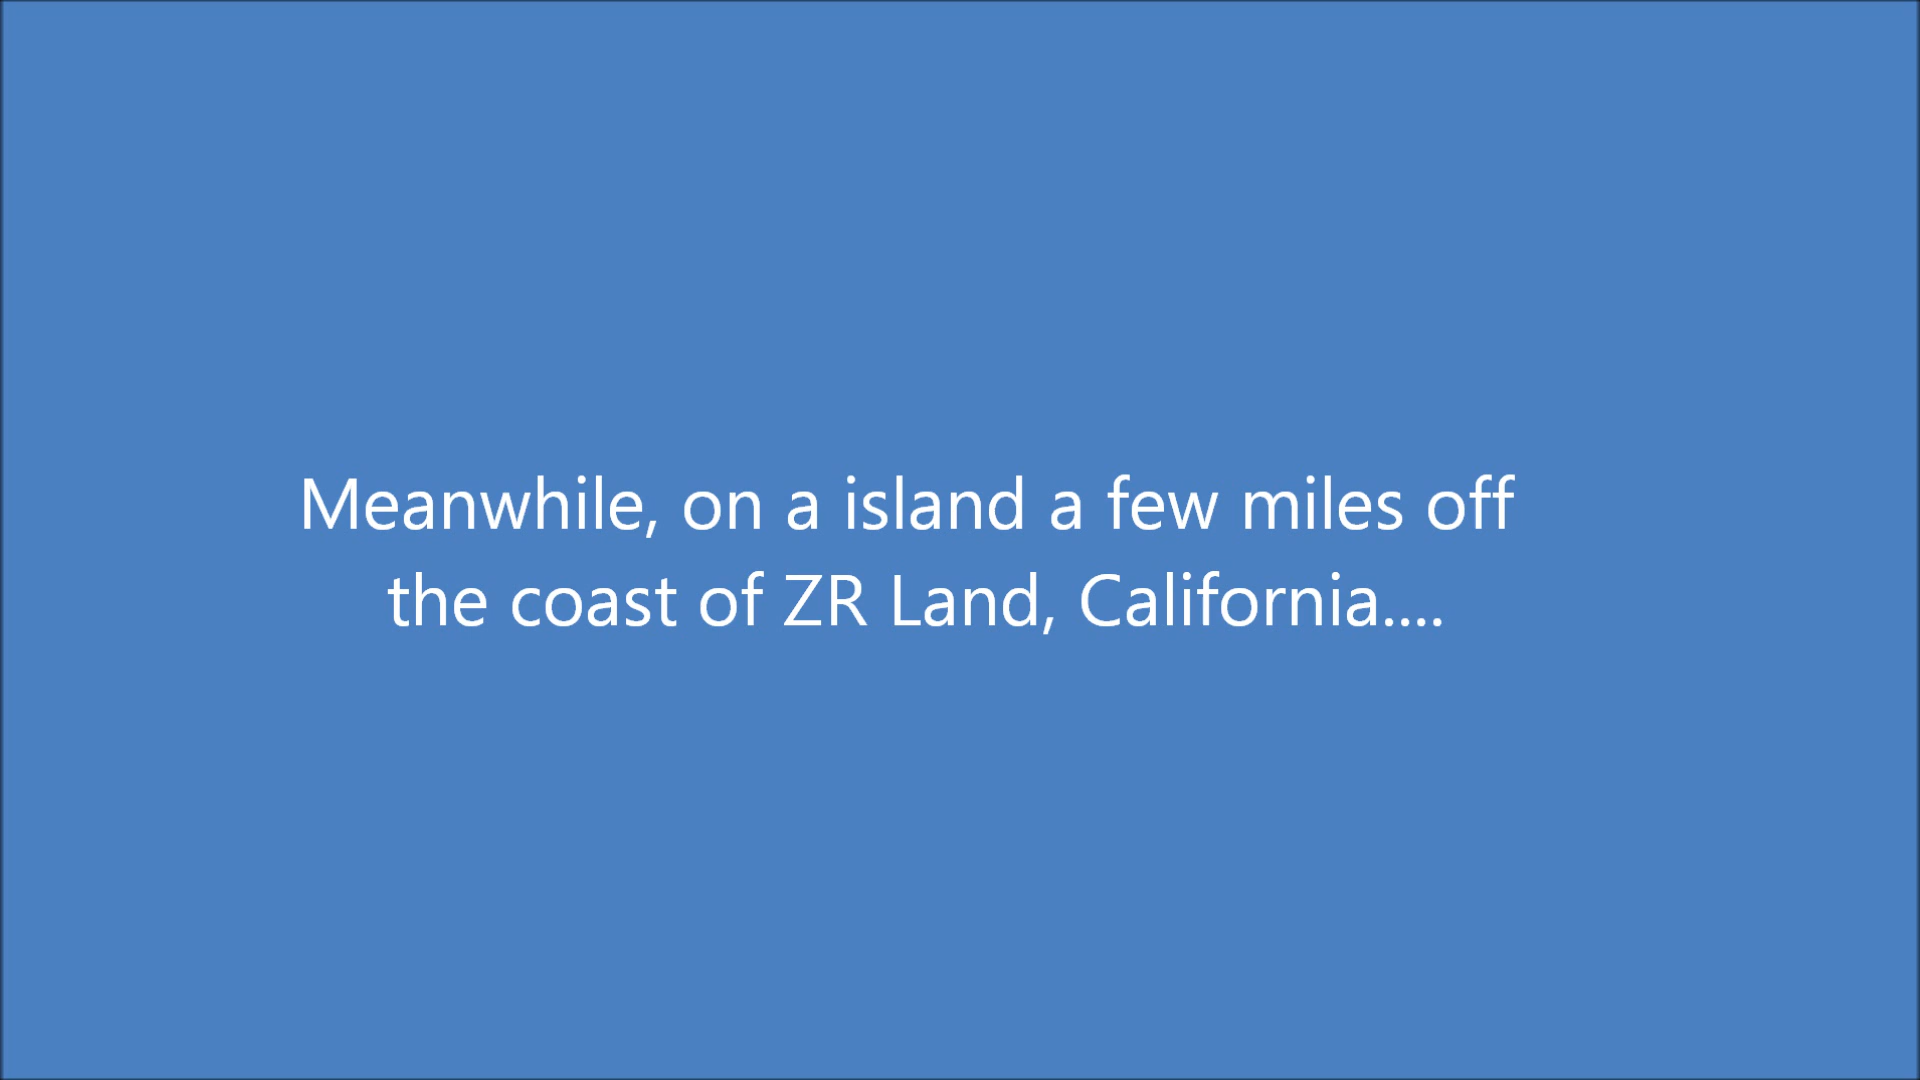 Meanwhile, on a island a few miles off
the coast of ZR Land, California....